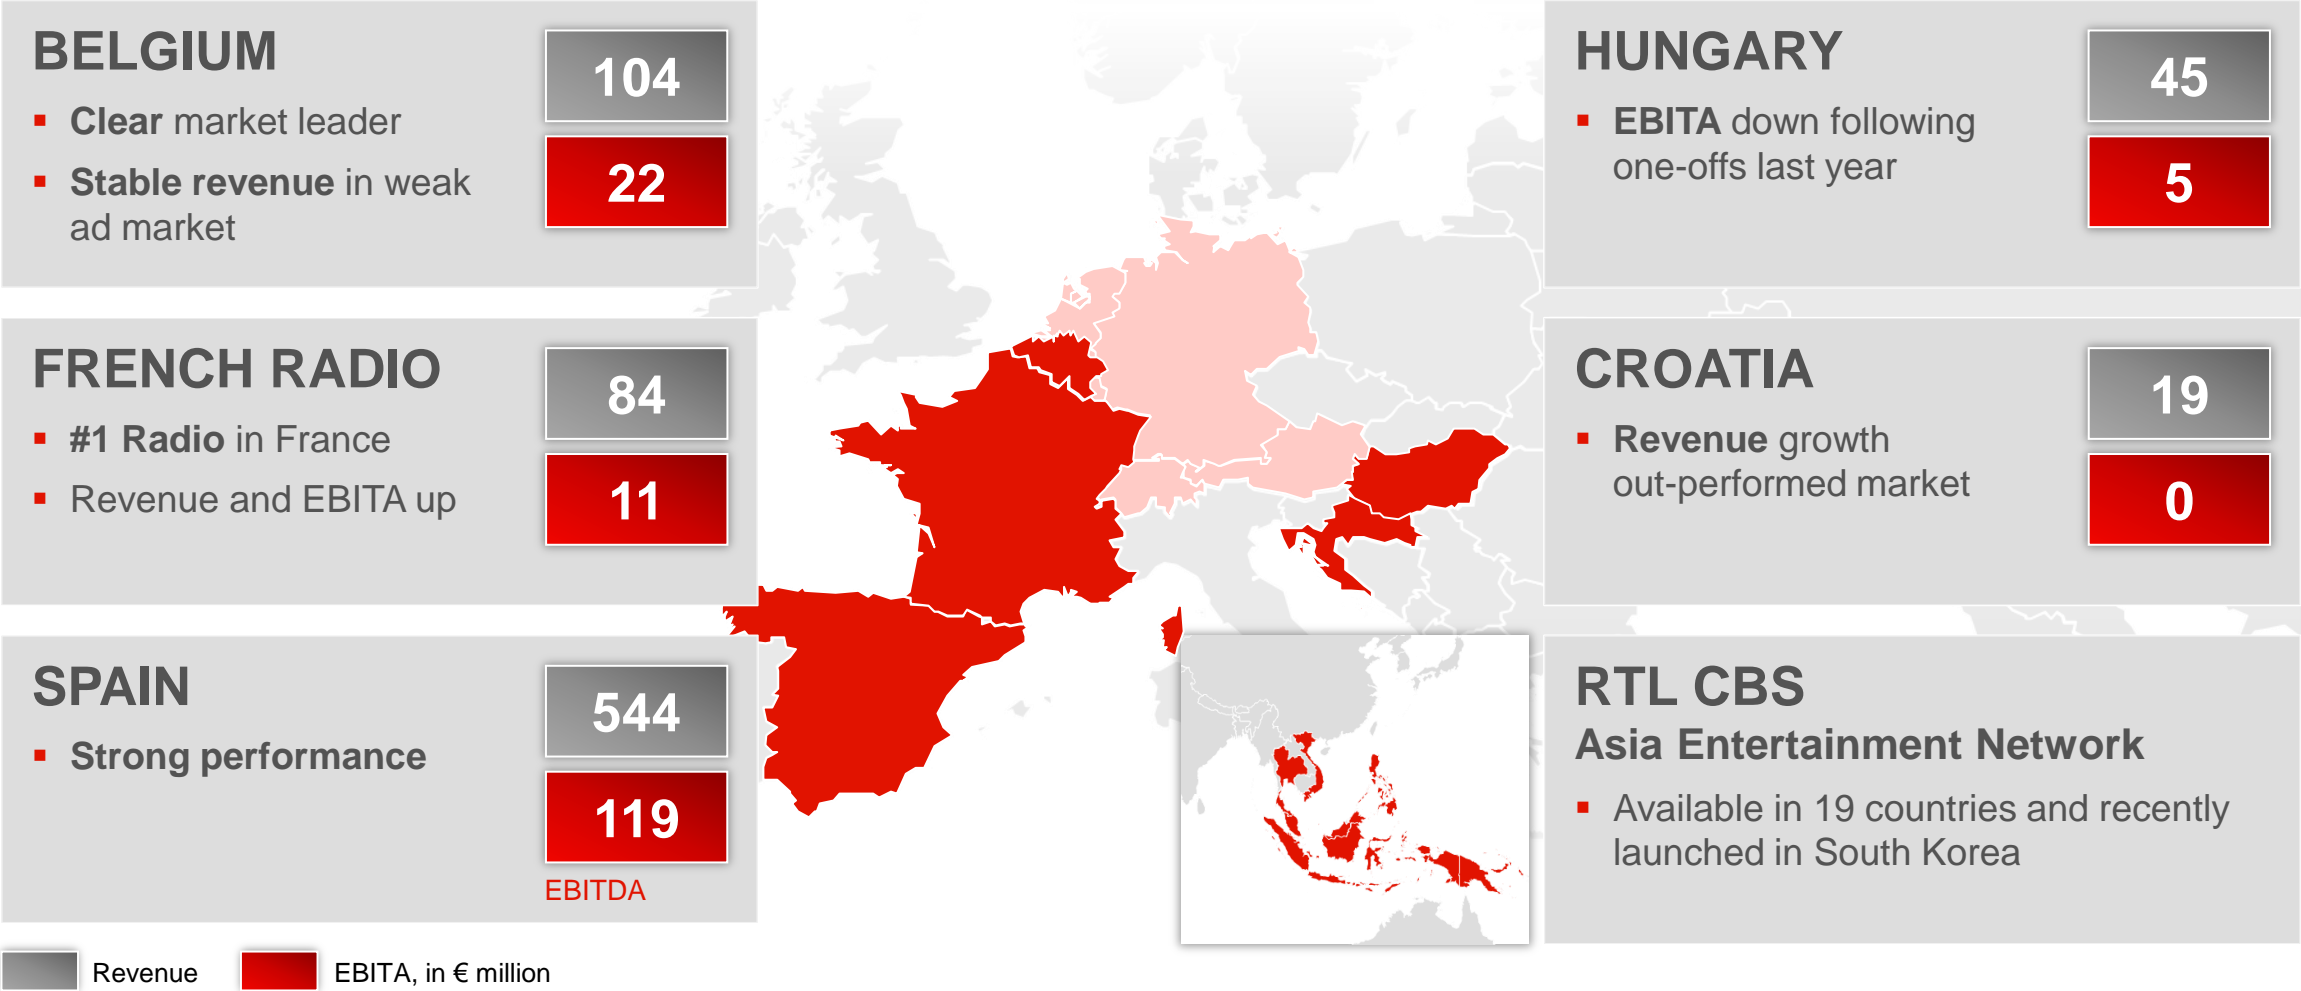 BELGIUM
▪ Clear market leader
▪ Stable revenue in weak
ad market
104
22
FRENCH RADIO
▪ #1 Radio in France
▪ Revenue and EBITA up
84
11
SPAIN
▪ Strong performance
544
119
EBITDA
HUNGARY
▪ EBITA down following
one-offs last year
45
5
CROATIA
▪ Revenue growth
out-performed market
19
0
RTL CBS
Asia Entertainment Network
▪ Available in 19 countries and recently
launched in South Korea
Revenue
EBITA, in € million